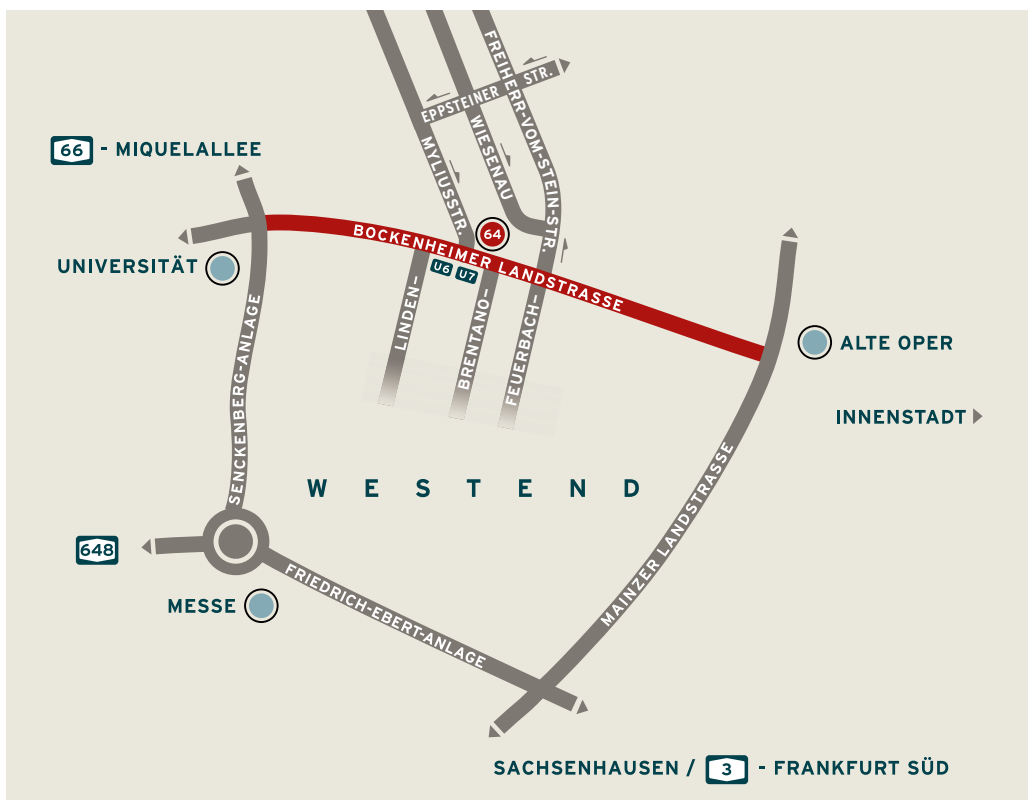 FREIHERR-VOM-STEIN-STR.
EPPSTEINER STR.
WIESENAU
MYLIUSSTR.
66 - MIQUELALLEE
64
BOCKENHEIMER LANDSTRASSE
U6 U7
UNIVERSITÄT
LINDEN-
BRENTANO-
FEUERBACH-
SENCKENBERG-ANLAGE
ALTE OPER
INNENSTADT
WESTEND
MAINZER LANDSTRASSE
648
MESSE
FRIEDRICH-EBERT-ANLAGE
SACHSENHAUSEN / 3 - FRANKFURT SÜD